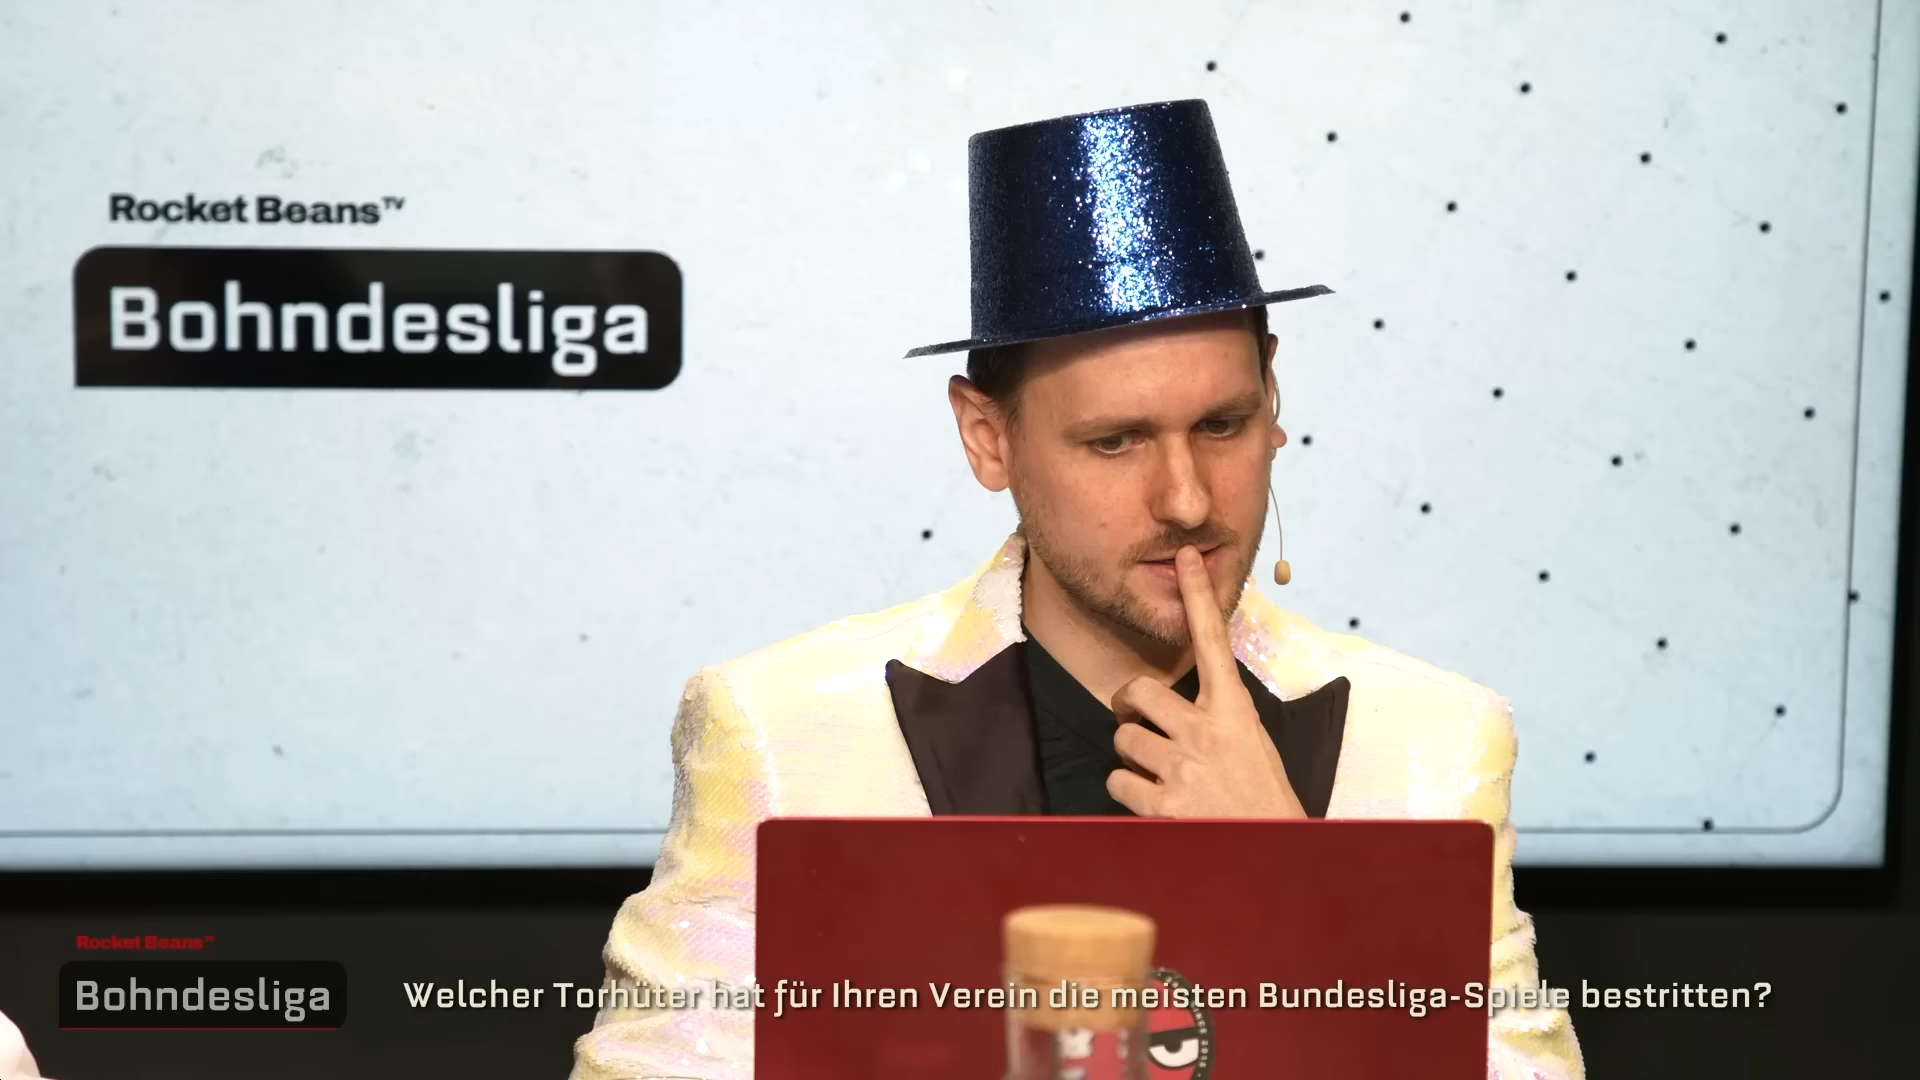 Rocket Beans TV
Bohndesliga
Rocket Beans TV
Bohndesliga
Welcher Torhüter hat für Ihren Verein die meisten Bundesliga-Spiele bestritten?